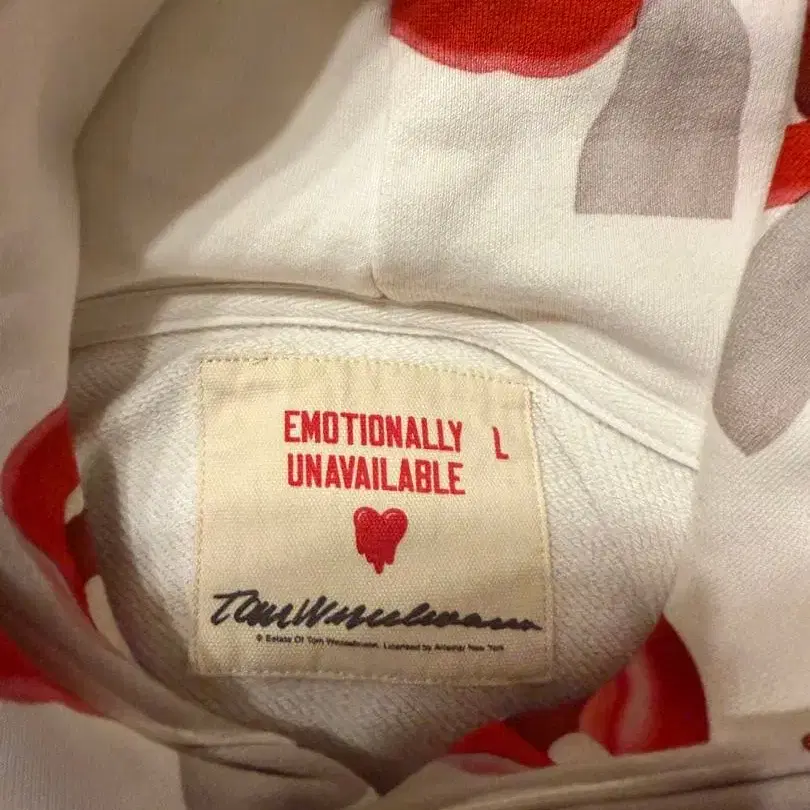 EMOTIONALLY L
UNAVAILABLE
Tom Wesselmann
© Estate Of Tom Wesselmann. Licensed by Artestar New York